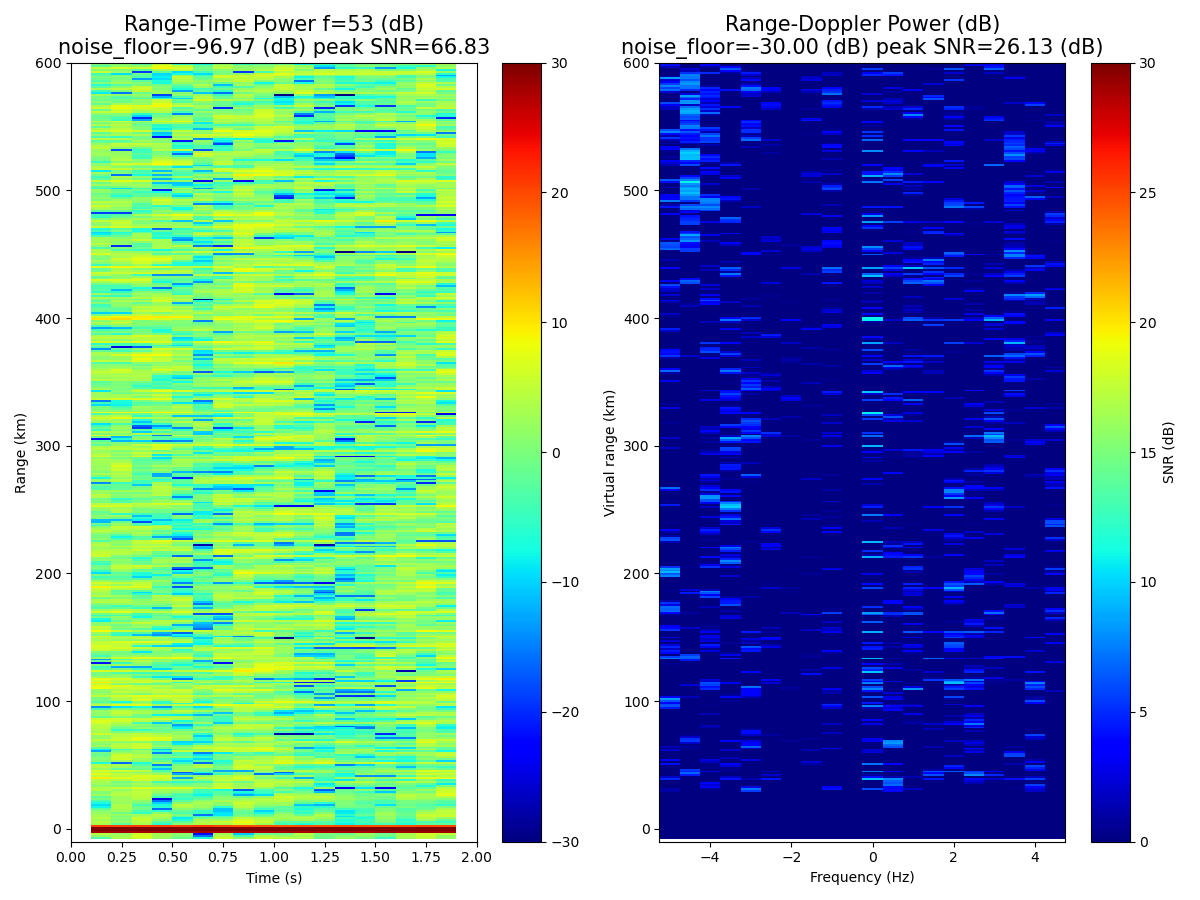 Range-Time Power f=53 (dB)
noise_floor=-96.97 (dB) peak SNR=66.83
Range (km)
600
500
400
300
200
100
0
0.00 0.25 0.50 0.75 1.00 1.25 1.50 1.75 2.00
Time (s)
30
20
10
0
−10
−20
−30
Range-Doppler Power (dB)
noise_floor=-30.00 (dB) peak SNR=26.13 (dB)
Virtual range (km)
600
500
400
300
200
100
0
−4 −2 0 2 4
Frequency (Hz)
30
25
20
15
10
5
0
SNR (dB)